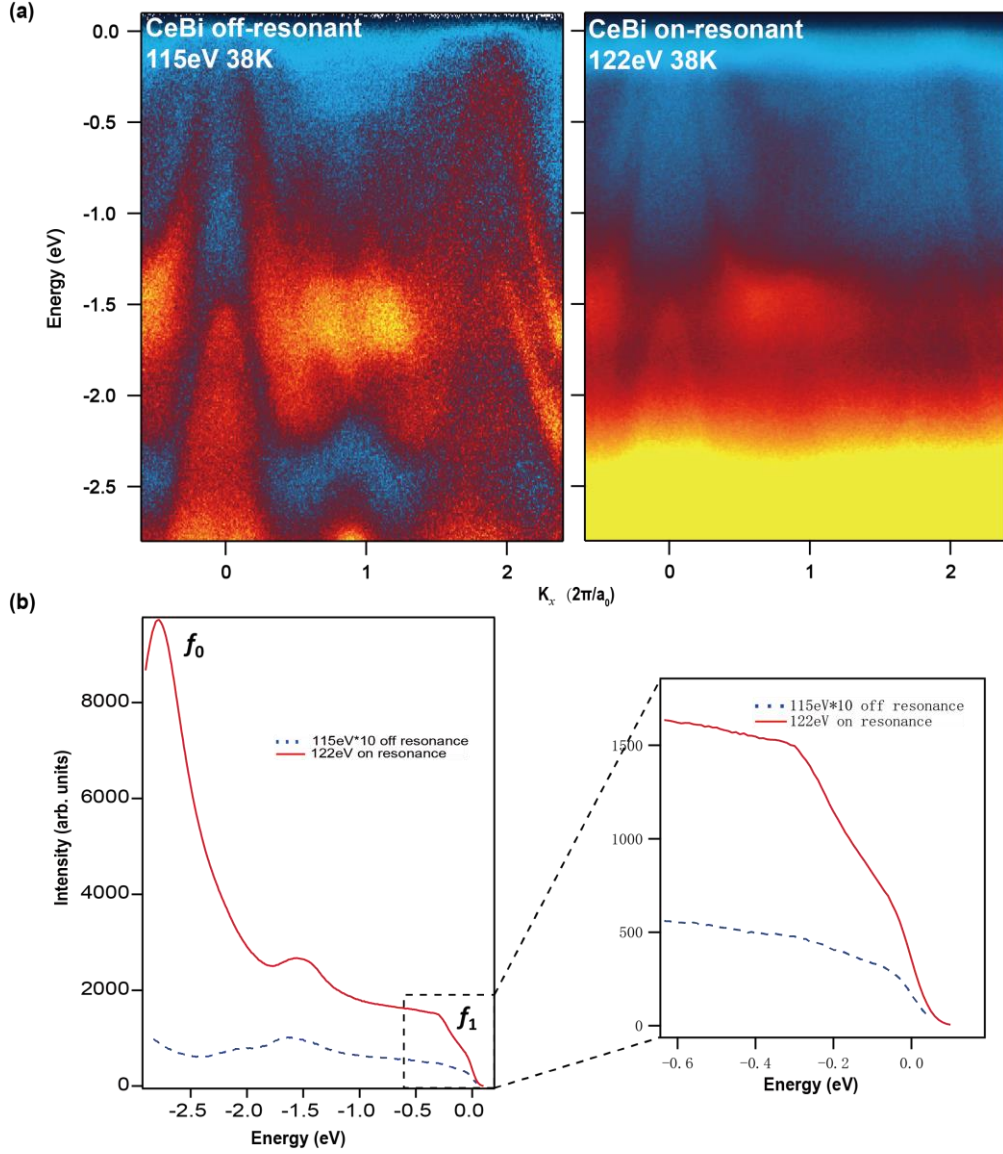 (a)
CeBi off-resonant
115eV 38K
CeBi on-resonant
122eV 38K
Energy (eV)
0.0
-0.5
-1.0
-1.5
-2.0
-2.5
0
1
2
0
1
2
Kx (2π/a0)
(b)
f0
f1
115eV*10 off resonance
122eV on resonance
Intensity (arb. units)
8000
6000
4000
2000
0
-2.5
-2.0
-1.5
-1.0
-0.5
0.0
Energy (eV)
115eV*10 off resonance
122eV on resonance
1500
1000
500
0
-0.6
-0.4
-0.2
0.0
Energy (eV)